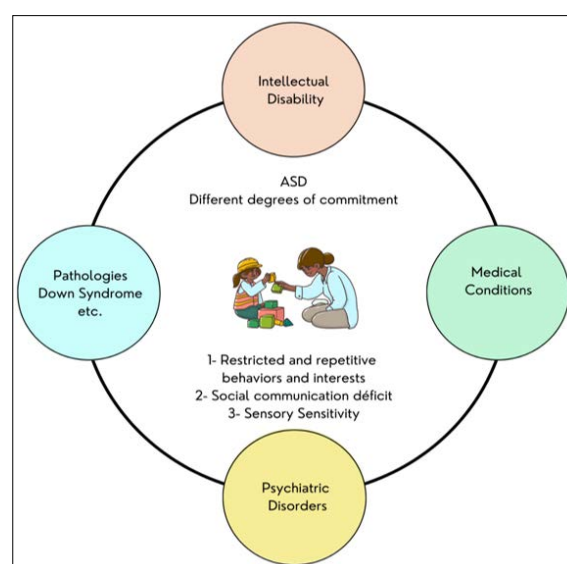 Intellectual
Disability
ASD
Different degrees of commitment
Pathologies
Down Syndrome
etc.
Medical
Conditions
1- Restricted and repetitive
behaviors and interests
2- Social communication déficit
3- Sensory Sensitivity
Psychiatric
Disorders